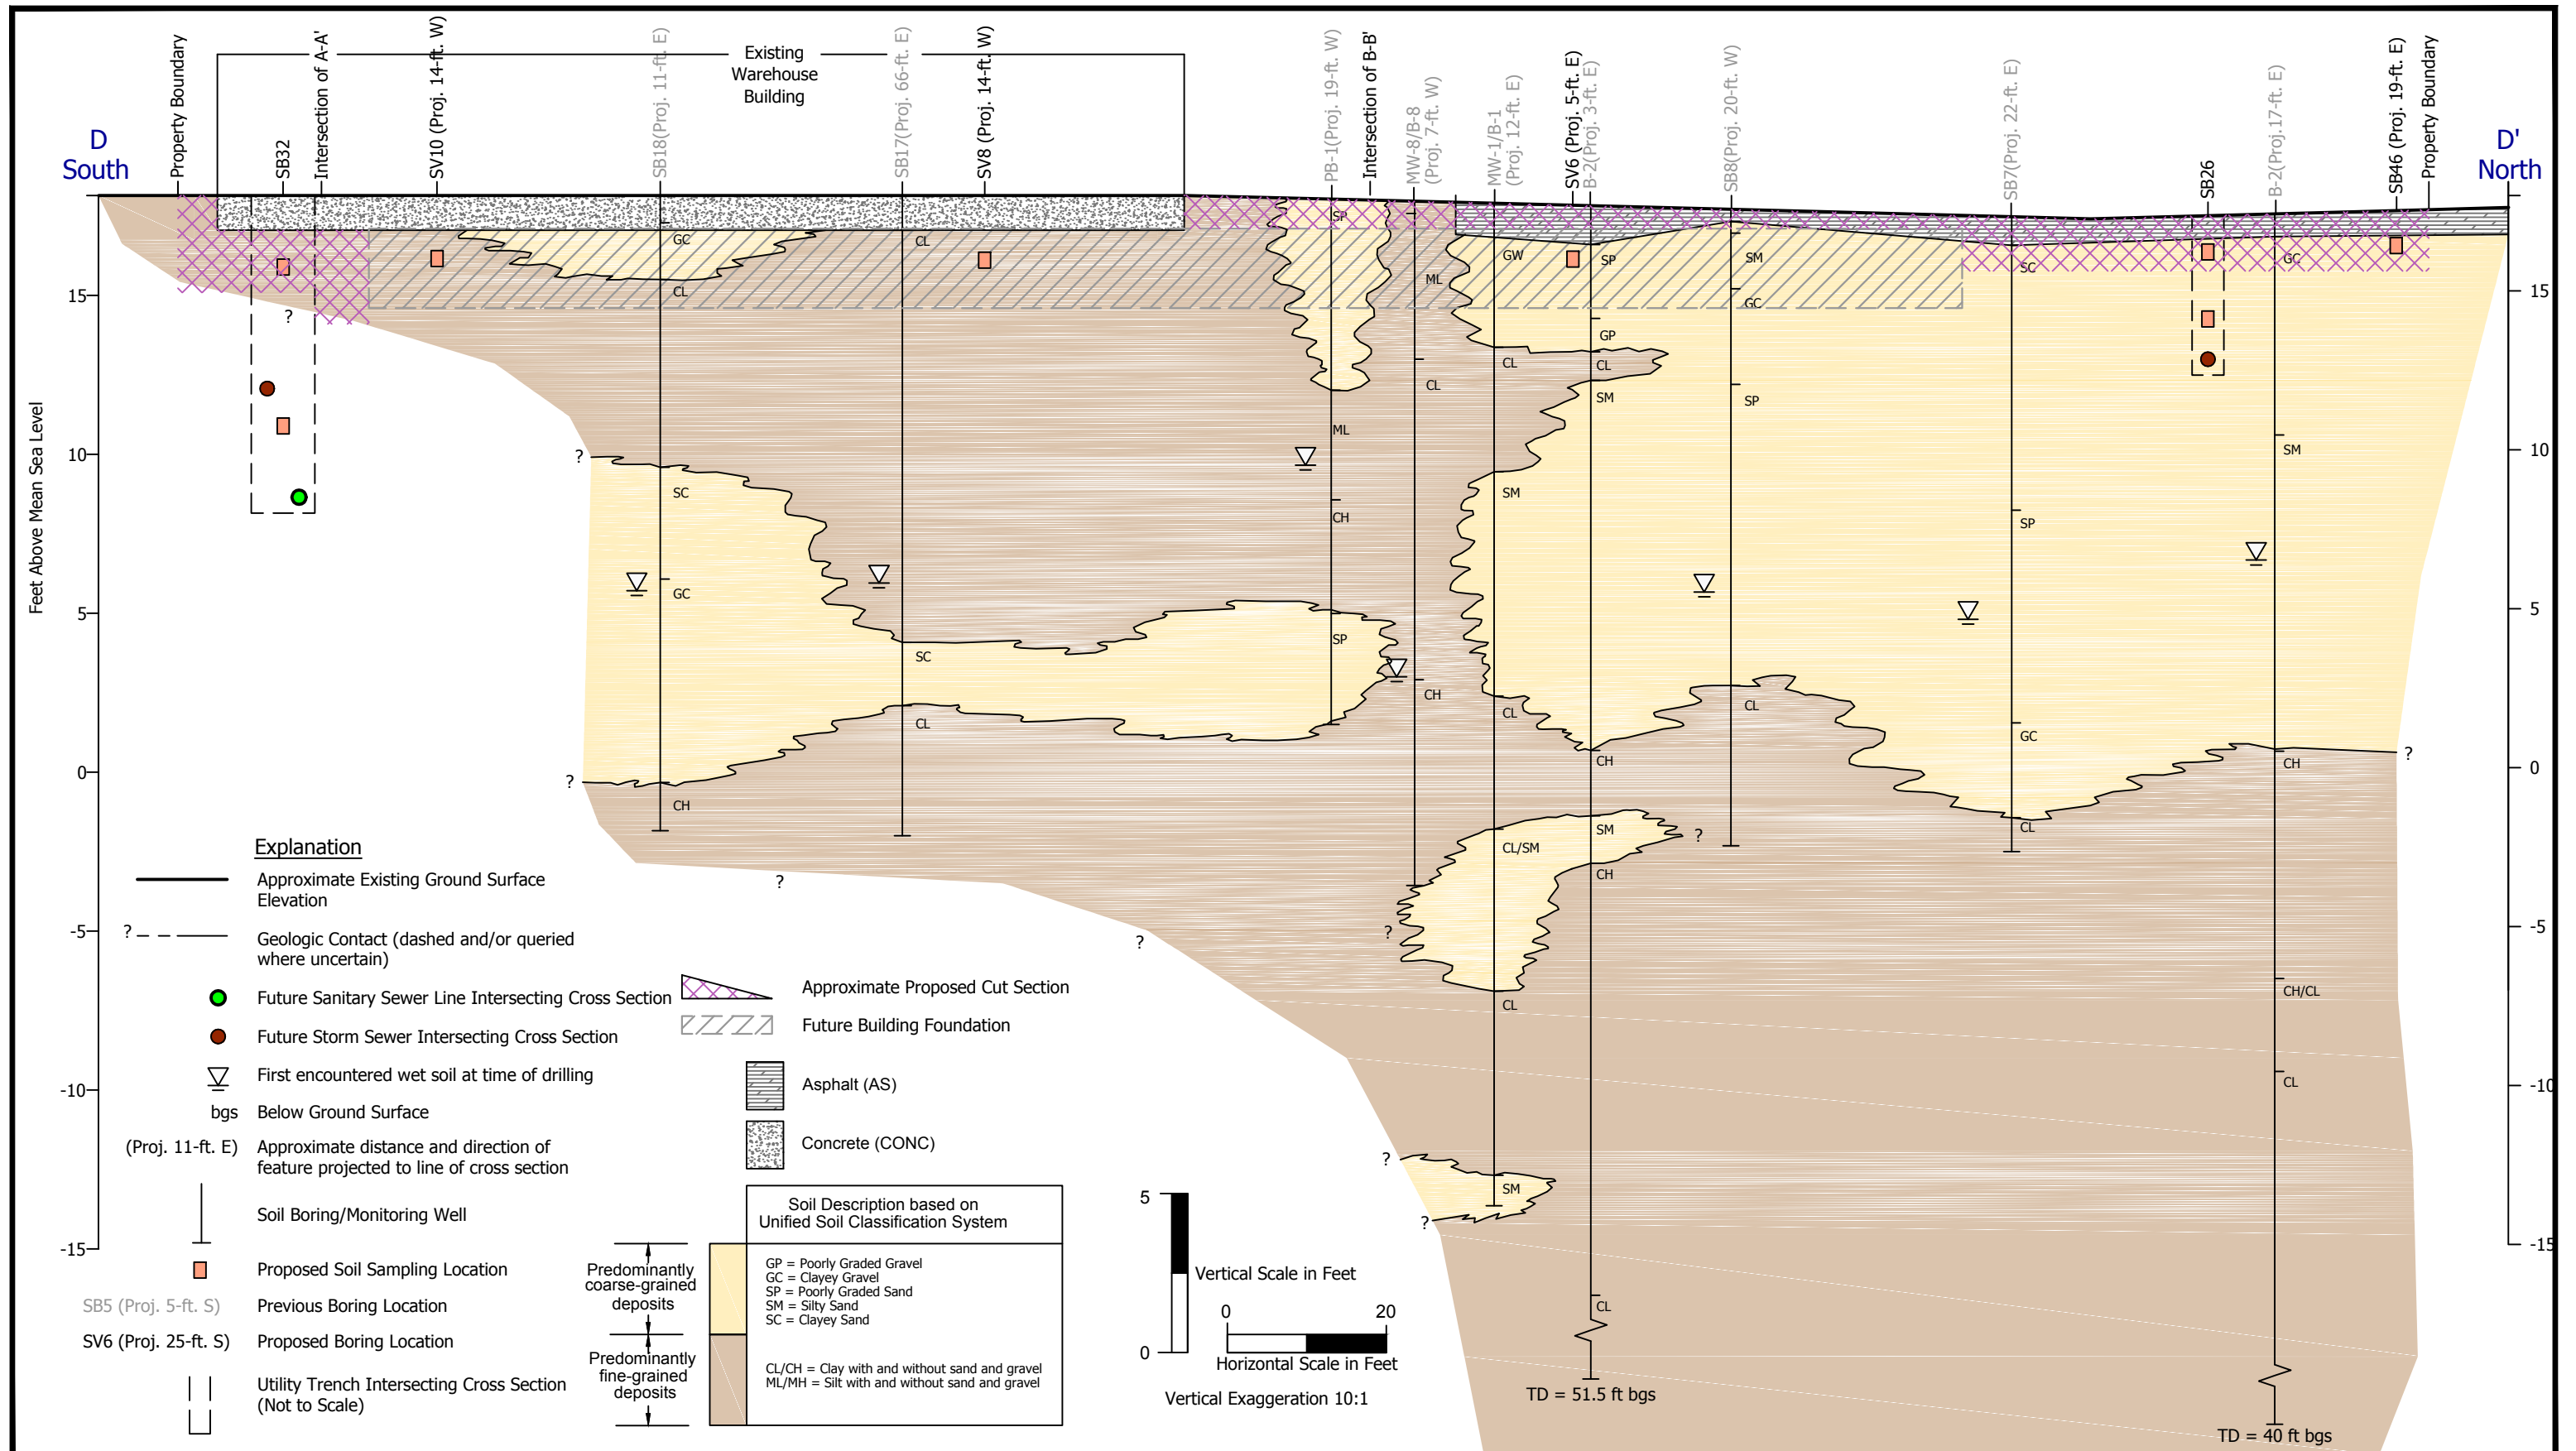 D
South
Property Boundary
SB32
Intersection of A-A'
SV10 (Proj. 14-ft. W)
SB18(Proj. 11-ft. E)
Existing
Warehouse
Building
SB17(Proj. 66-ft. E)
SV8 (Proj. 14-ft. W)
PB-1(Proj. 19-ft. W)
Intersection of B-B'
MW-8/B-8
(Proj. 7-ft. W)
MW-1/B-1
(Proj. 12-ft. E)
SV6 (Proj. 5-ft. E)
B-2(Proj. 3-ft. E)
SB8(Proj. 20-ft. W)
SB7(Proj. 22-ft. E)
SB26
B-2(Proj.17-ft. E)
SB46 (Proj. 19-ft. E)
Property Boundary
D'
North
Feet Above Mean Sea Level
15
10
5
0
-5
-10
-15
15
10
5
0
-5
-10
-15
GC
CL
SC
GC
CH
CL
SC
CL
SP
ML
CH
SP
ML
CL
CH
GW
CL
SM
CL
CL/SM
CL
SM
SP
GP
CL
SM
CH
SM
CH
CL
SM
GC
SP
CL
SC
SP
GC
CL
GC
SM
CH
CH/CL
CL
?
?
?
?
?
?
?
?
?
?
TD = 51.5 ft bgs
TD = 40 ft bgs
Explanation
Approximate Existing Ground Surface
Elevation
?
Geologic Contact (dashed and/or queried
where uncertain)
Future Sanitary Sewer Line Intersecting Cross Section
Future Storm Sewer Intersecting Cross Section
First encountered wet soil at time of drilling
bgs Below Ground Surface
(Proj. 11-ft. E) Approximate distance and direction of
feature projected to line of cross section
Soil Boring/Monitoring Well
Proposed Soil Sampling Location
SB5 (Proj. 5-ft. S) Previous Boring Location
SV6 (Proj. 25-ft. S) Proposed Boring Location
Utility Trench Intersecting Cross Section
(Not to Scale)
Approximate Proposed Cut Section
Future Building Foundation
Asphalt (AS)
Concrete (CONC)
Soil Description based on
Unified Soil Classification System
Predominantly
coarse-grained
deposits
GP = Poorly Graded Gravel
GC = Clayey Gravel
SP = Poorly Graded Sand
SM = Silty Sand
SC = Clayey Sand
Predominantly
fine-grained
deposits
CL/CH = Clay with and without sand and gravel
ML/MH = Silt with and without sand and gravel
5
0
Vertical Scale in Feet
0 20
Horizontal Scale in Feet
Vertical Exaggeration 10:1